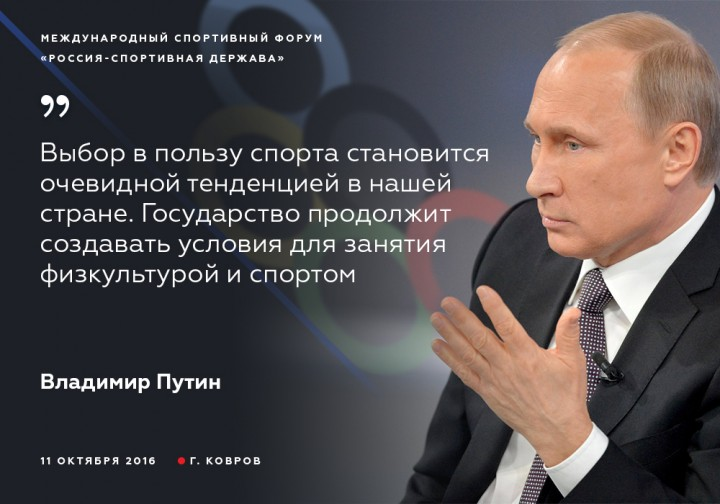 МЕЖДУНАРОДНЫЙ СПОРТИВНЫЙ ФОРУМ
«РОССИЯ-СПОРТИВНАЯ ДЕРЖАВА»
”
Выбор в пользу спорта становится
очевидной тенденцией в нашей
стране. Государство продолжит
создавать условия для занятия
физкультурой и спортом
Владимир Путин
11 ОКТЯБРЯ 2016 ● Г. КОВРОВ